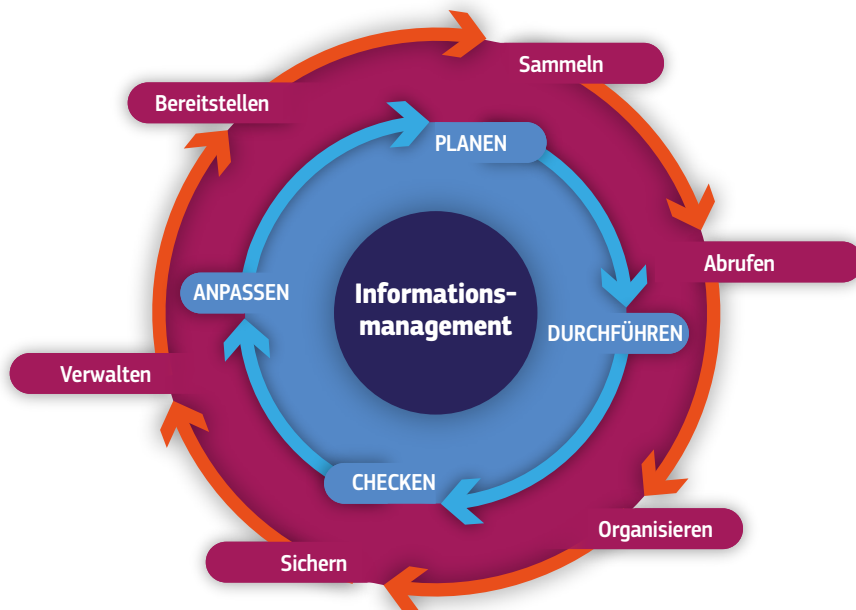 Sammeln
Bereitstellen
PLANEN
Abrufen
ANPASSEN
Informations-
management
DURCHFÜHREN
Verwalten
CHECKEN
Organisieren
Sichern